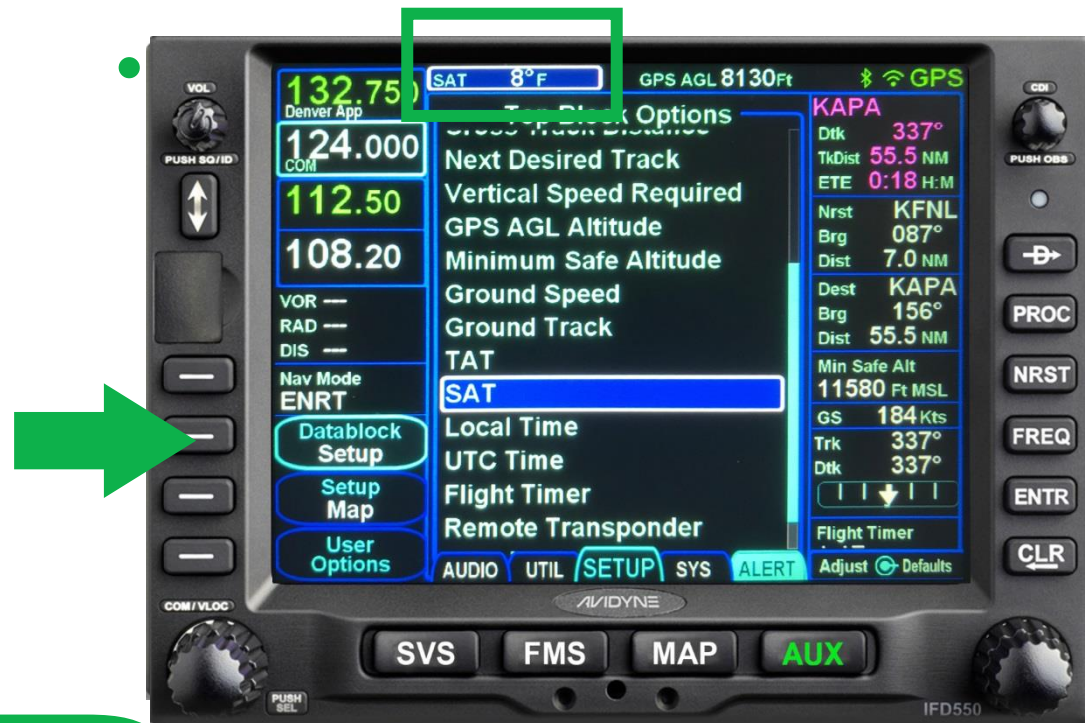 VOL
PUSH SQ/ID
132.750
Denver App
124.000
COM
112.50
108.20
VOR ---
RAD ---
DIS ---
Nav Mode
ENRT
Datablock
Setup
Setup
Map
User
Options
SAT 8°F
GPS AGL 8130Ft
GPS
Top Block Options
Cross Track Distance
Next Desired Track
Vertical Speed Required
GPS AGL Altitude
Minimum Safe Altitude
Ground Speed
Ground Track
TAT
SAT
Local Time
UTC Time
Flight Timer
Remote Transponder
AUDIO UTIL SETUP SYS ALERT
KAPA
Dtk 337°
TkDist 55.5 NM
ETE 0:18 H:M
Nrst KFNL
Brg 087°
Dist 7.0 NM
Dest KAPA
Brg 156°
Dist 55.5 NM
Min Safe Alt
11580 Ft MSL
GS 184 Kts
Trk 337°
Dtk 337°
Flight Timer
Adjust Defaults
CDI
PUSH OBS
D
PROC
NRST
FREQ
ENTR
CLR
COM/VLOC
AVIDYNE
SVS FMS MAP AUX
PUSH
SEL
IFD550